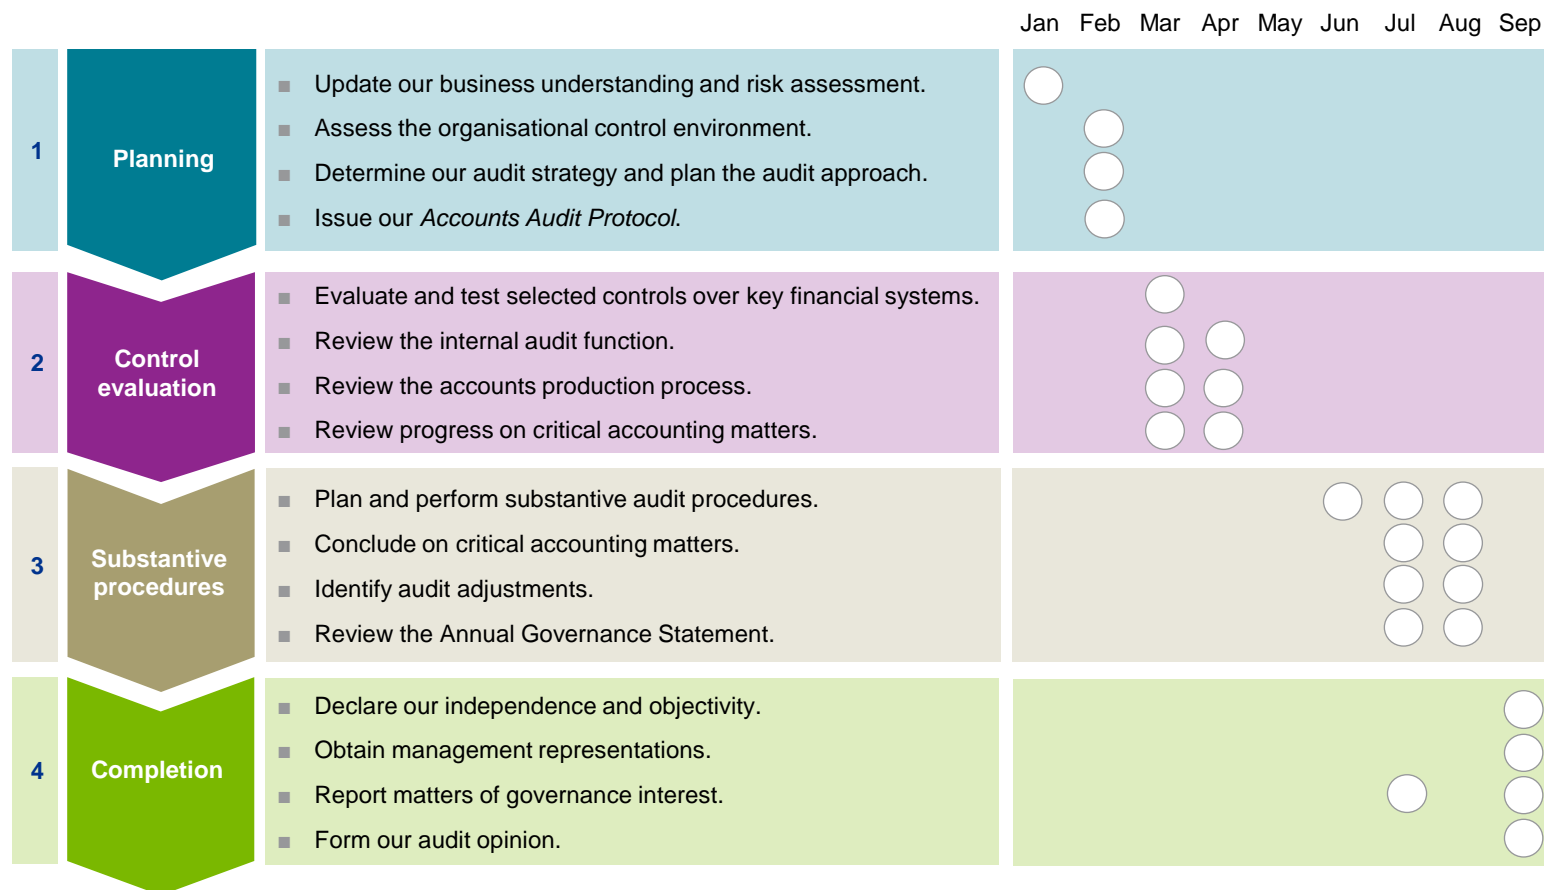 Jan Feb Mar Apr May Jun Jul Aug Sep
1
Planning
■ Update our business understanding and risk assessment.
■ Assess the organisational control environment.
■ Determine our audit strategy and plan the audit approach.
■ Issue our Accounts Audit Protocol.
2
Control
evaluation
■ Evaluate and test selected controls over key financial systems.
■ Review the internal audit function.
■ Review the accounts production process.
■ Review progress on critical accounting matters.
3
Substantive
procedures
■ Plan and perform substantive audit procedures.
■ Conclude on critical accounting matters.
■ Identify audit adjustments.
■ Review the Annual Governance Statement.
4
Completion
■ Declare our independence and objectivity.
■ Obtain management representations.
■ Report matters of governance interest.
■ Form our audit opinion.